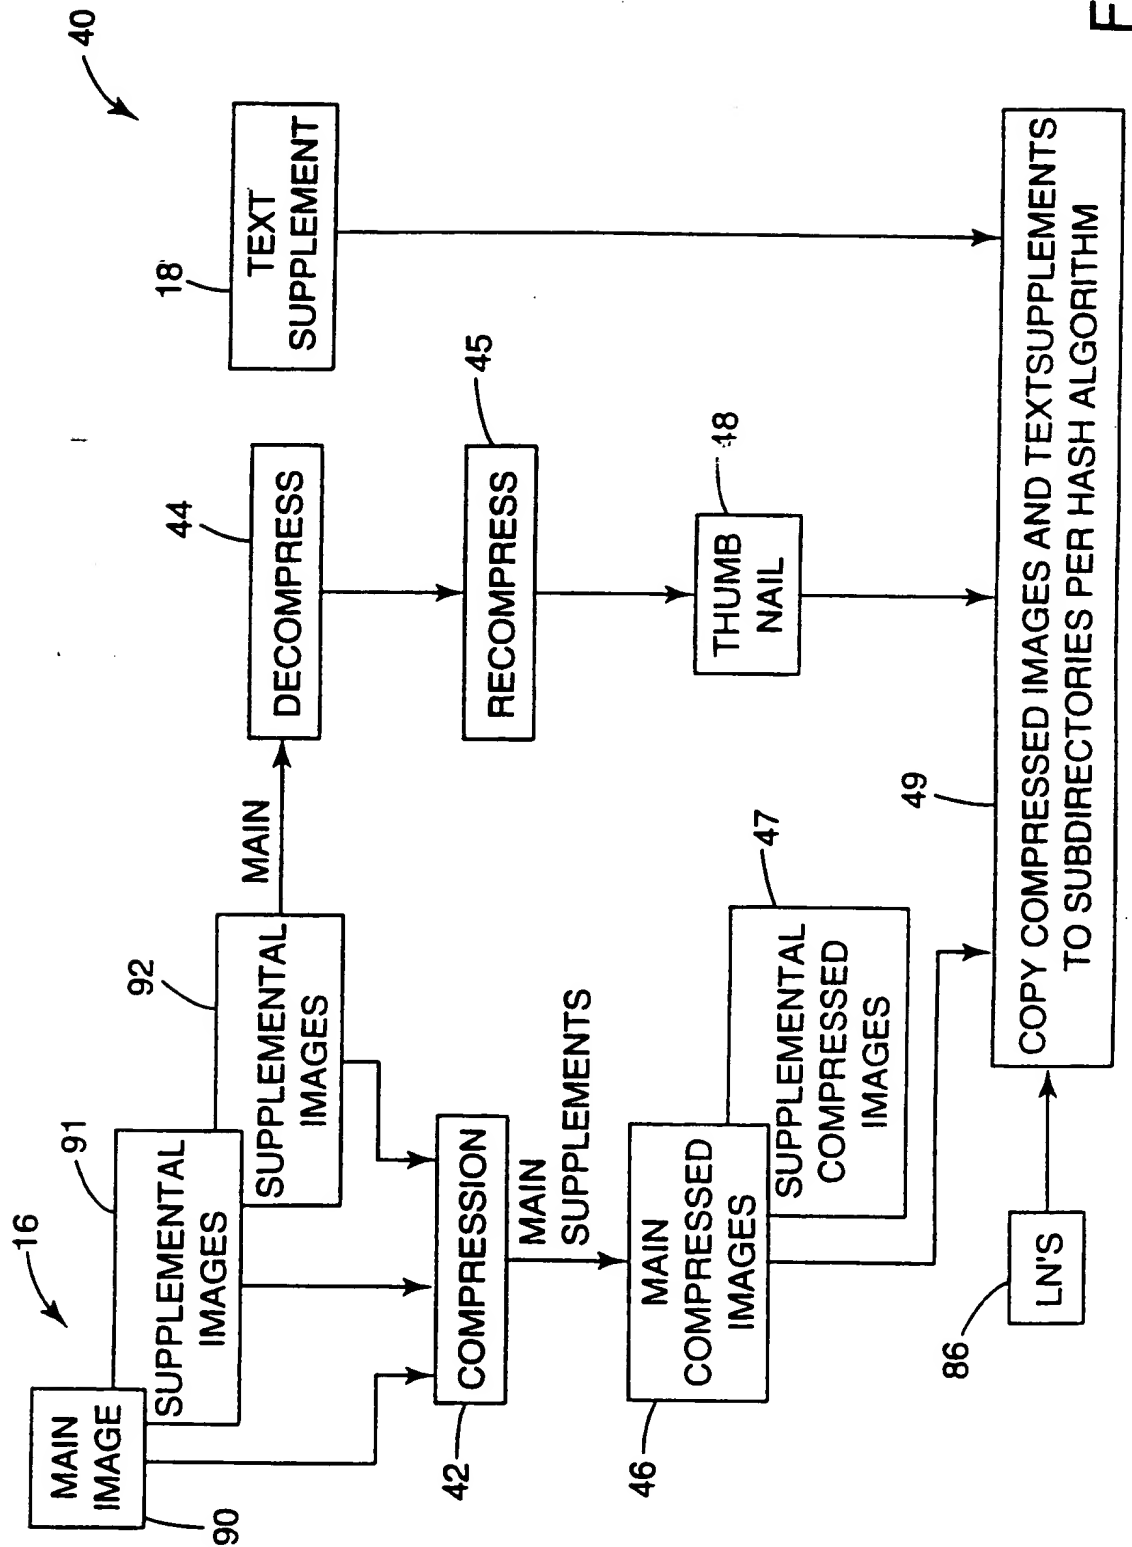 40
16
MAIN
IMAGE
90
91
SUPPLEMENTAL
IMAGES
92
SUPPLEMENTAL
IMAGES
MAIN
44
DECOMPRESS
18
TEXT
SUPPLEMENT
42
COMPRESSION
45
RECOMPRESS
MAIN
SUPPLEMENTS
46
MAIN
COMPRESSED
IMAGES
47
SUPPLEMENTAL
COMPRESSED
IMAGES
48
THUMB
NAIL
86
LN'S
49
COPY COMPRESSED IMAGES AND TEXTSUPPLEMENTS
TO SUBDIRECTORIES PER HASH ALGORITHM
F